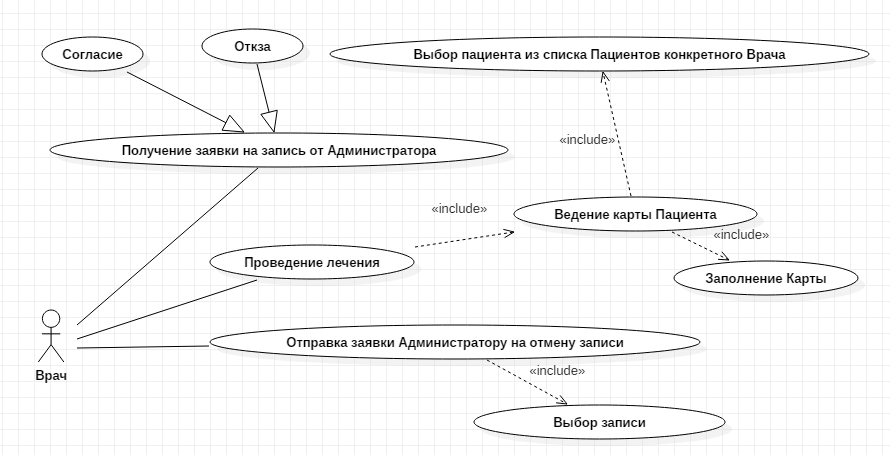 Согласие
Откза
Выбор пациента из списка Пациентов конкретного Врача
«include»
Получение заявки на запись от Администратора
«include»
Ведение карты Пациента
«include»
Проведение лечения
Заполнение Карты
Отправка заявки Администратору на отмену записи
«include»
Врач
Выбор записи